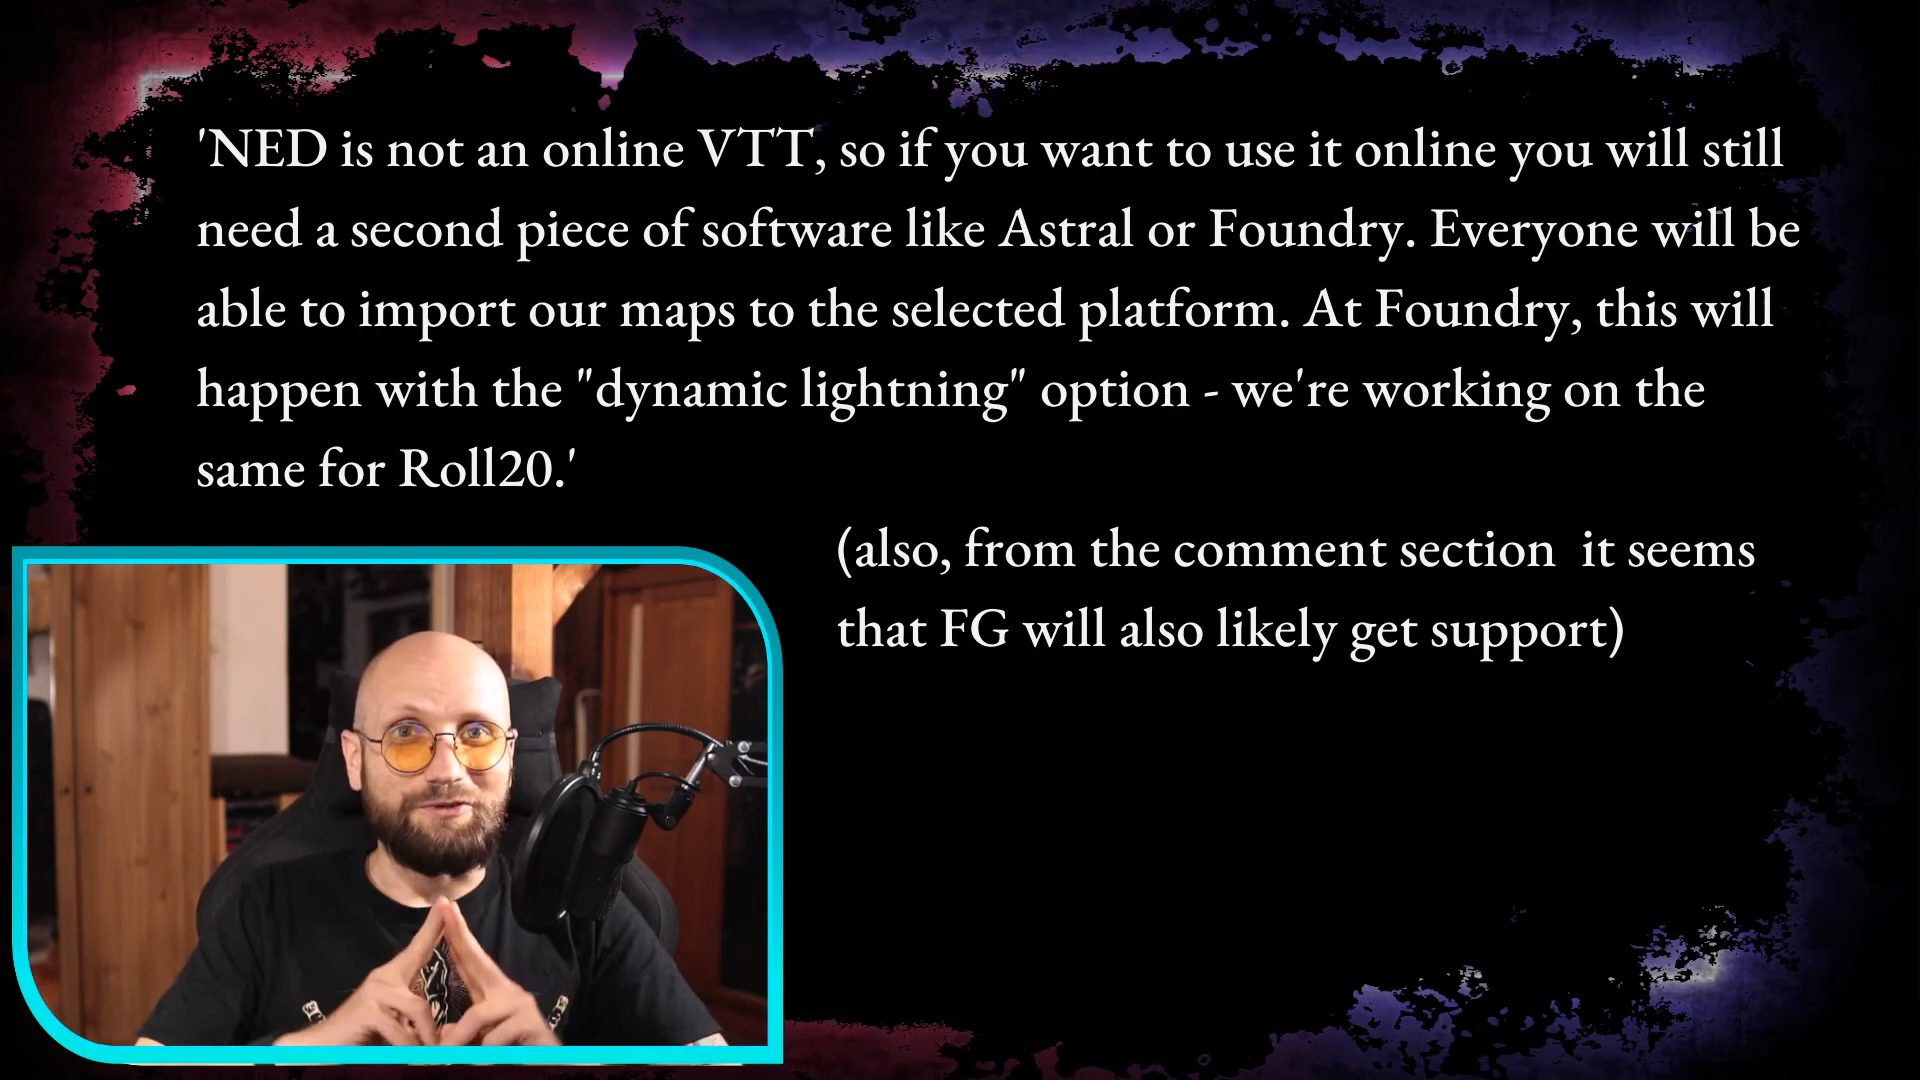 'NED is not an online VTT, so if you want to use it online you will still
need a second piece of software like Astral or Foundry. Everyone will be
able to import our maps to the selected platform. At Foundry, this will
happen with the "dynamic lightning" option - we're working on the
same for Roll20.'
(also, from the comment section  it seems
that FG will also likely get support)